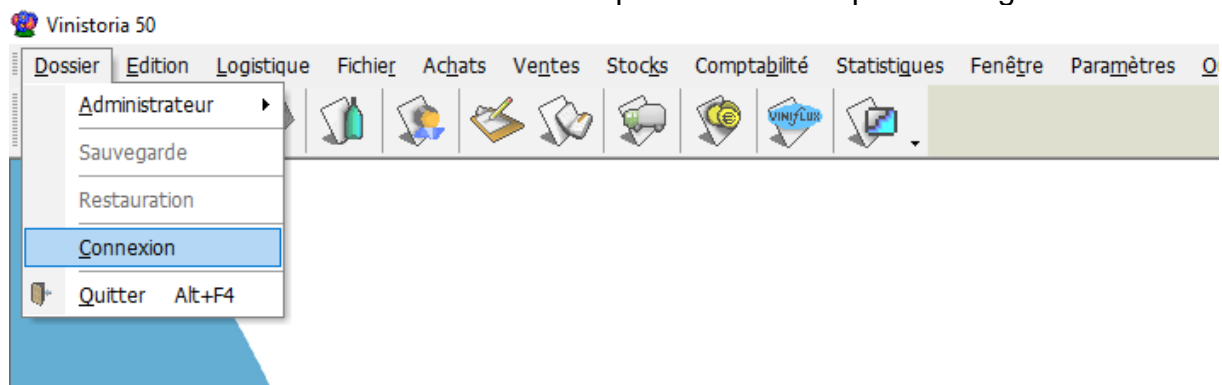 Vinistoria 50
Dossier Edition Logistique Fichier Achats Ventes Stocks Comptabilité Statistiques Fenêtre Paramètres
Administrateur
VINIFLUX
Sauvegarde
Restauration
Connexion
Quitter Alt+F4